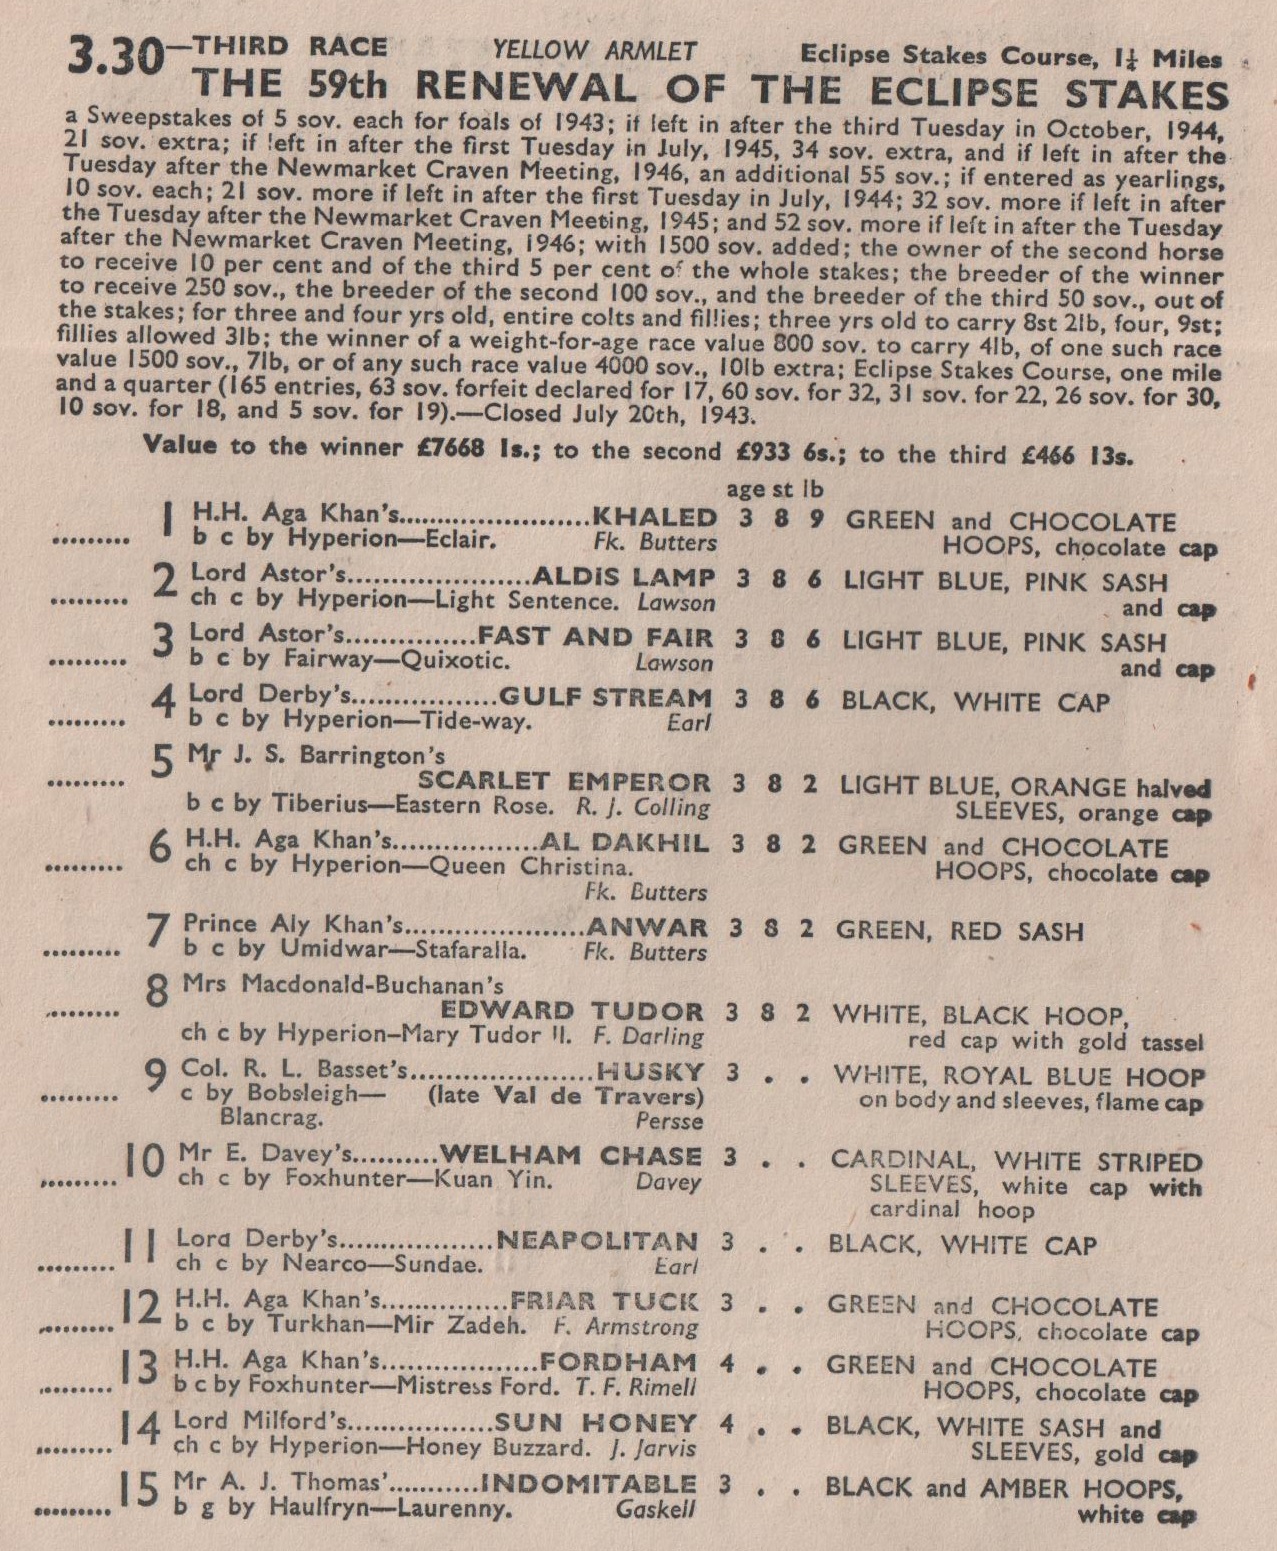 3.30—THIRD RACE YELLOW ARMLET Eclipse Stakes Course, 1¼ Miles
THE 59th RENEWAL OF THE ECLIPSE STAKES
a Sweepstakes of 5 sov. each for foals of 1943; if left in after the third Tuesday in October, 1944,
21 sov. extra; if left in after the first Tuesday in July, 1945, 34 sov. extra, and if left in after the
Tuesday after the Newmarket Craven Meeting, 1946, an additional 55 sov.; if entered as yearlings,
10 sov. each; 21 sov. more if left in after the first Tuesday in July, 1944; 32 sov. more if left in after
the Tuesday after the Newmarket Craven Meeting, 1945; and 52 sov. more if left in after the Tuesday
after the Newmarket Craven Meeting, 1946; with 1500 sov. added; the owner of the second horse
to receive 10 per cent and of the third 5 per cent of the whole stakes; the breeder of the winner
to receive 250 sov., the breeder of the second 100 sov., and the breeder of the third 50 sov., out of
the stakes; for three and four yrs old, entire colts and fillies; three yrs old to carry 8st 2lb, four, 9st;
fillies allowed 3lb; the winner of a weight-for-age race value 800 sov. to carry 4lb, of one such race
value 1500 sov., 7lb, or of any such race value 4000 sov., 10lb extra; Eclipse Stakes Course, one mile
and a quarter (165 entries, 63 sov. forfeit declared for 17, 60 sov. for 32, 31 sov. for 22, 26 sov. for 30,
10 sov. for 18, and 5 sov. for 19).—Closed July 20th, 1943.
Value to the winner £7668 1s.; to the second £933 6s.; to the third £466 13s.
age st lb
1 H.H. Aga Khan's.......................KHALED 3 8 9 GREEN and CHOCOLATE
......... b c by Hyperion—Eclair. Fk. Butters HOOPS, chocolate cap
2 Lord Astor's.....................ALDIS LAMP 3 8 6 LIGHT BLUE, PINK SASH
......... ch c by Hyperion—Light Sentence. Lawson and cap
3 Lord Astor's...............FAST AND FAIR 3 8 6 LIGHT BLUE, PINK SASH
......... b c by Fairway—Quixotic. Lawson and cap
4 Lord Derby's.................GULF STREAM 3 8 6 BLACK, WHITE CAP
......... b c by Hyperion—Tide-way. Earl
5 Mr J. S. Barrington's
......... SCARLET EMPEROR 3 8 2 LIGHT BLUE, ORANGE halved
b c by Tiberius—Eastern Rose. R. J. Colling SLEEVES, orange cap
6 H.H. Aga Khan's.................AL DAKHIL 3 8 2 GREEN and CHOCOLATE
......... ch c by Hyperion—Queen Christina. HOOPS, chocolate cap
Fk. Butters
7 Prince Aly Khan's.....................ANWAR 3 8 2 GREEN, RED SASH
......... b c by Umidwar—Stafaralla. Fk. Butters
8 Mrs Macdonald-Buchanan's
......... EDWARD TUDOR 3 8 2 WHITE, BLACK HOOP,
ch c by Hyperion–Mary Tudor II. F. Darling red cap with gold tassel
9 Col. R. L. Basset's.....................HUSKY 3 . . WHITE, ROYAL BLUE HOOP
......... c by Bobsleigh— (late Val de Travers) on body and sleeves, flame cap
Blancrag. Persse
10 Mr E. Davey's..........WELHAM CHASE 3 . . CARDINAL, WHITE STRIPED
......... ch c by Foxhunter—Kuan Yin. Davey SLEEVES, white cap with
cardinal hoop
11 Lord Derby's..................NEAPOLITAN 3 . . BLACK, WHITE CAP
......... ch c by Nearco—Sundae. Earl
12 H.H. Aga Khan's...............FRIAR TUCK 3 . . GREEN and CHOCOLATE
......... b c by Turkhan—Mir Zadeh. F. Armstrong HOOPS, chocolate cap
13 H.H. Aga Khan's..................FORDHAM 4 . . GREEN and CHOCOLATE
......... b c by Foxhunter—Mistress Ford. T. F. Rimell HOOPS, chocolate cap
14 Lord Milford's.................SUN HONEY 4 . . BLACK, WHITE SASH and
......... ch c by Hyperion—Honey Buzzard. J. Jarvis SLEEVES, gold cap
15 Mr A. J. Thomas'...........INDOMITABLE 3 . . BLACK and AMBER HOOPS,
......... b g by Haulfryn—Laurenny. Gaskell white cap